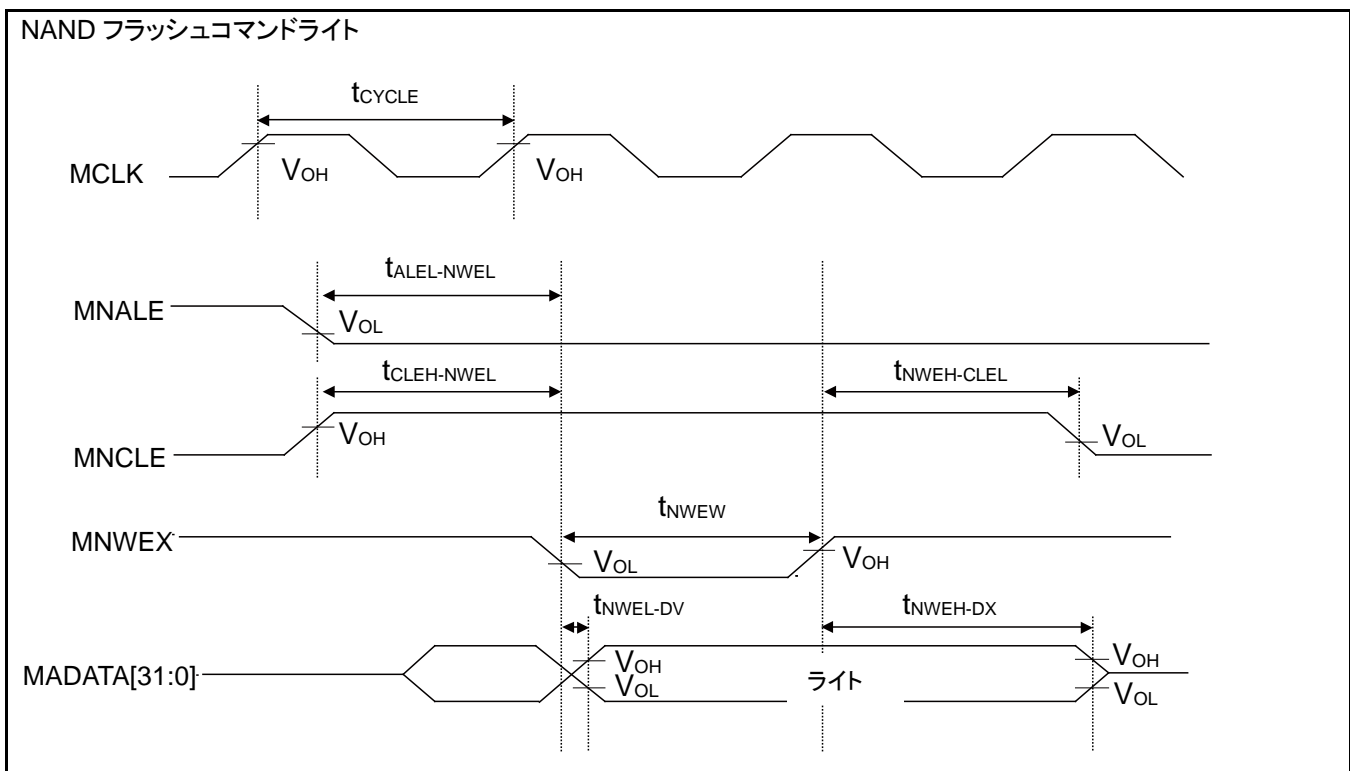 NAND フラッシュコマンドライト
tCYCLE
MCLK
VOH
VOH
tALEL-NWEL
MNALE
VOL
tCLEH-NWEL
tNWEH-CLEL
VOH
VOL
MNCLE
tNWEW
MNWEX
VOL
VOH
tNWEL-DV
tNWEH-DX
MADATA[31:0]
VOH
VOL
ライト
VOH
VOL